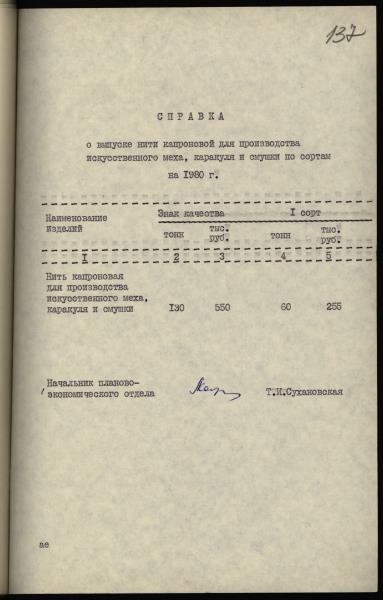 137
СПРАВКА
о выпуске нити капроновой для производства
искусственного меха, каракуля и смушки по сортам
на 1980 г.
Наименование изделий Знак качества I сорт
тонн тыс. руб. тонн тыс. руб.
I 2 3 4 5
Нить капроновая
для производства
искусственного меха,
каракуля и смушки 130 550 60 255
Начальник планово-
экономического отдела Т.И.Сухановская
ае